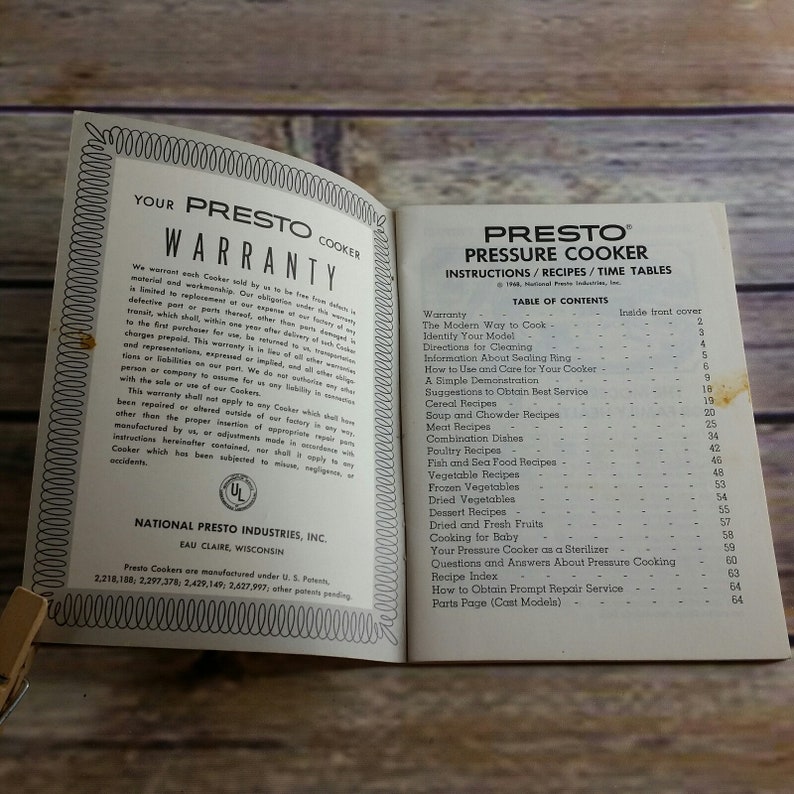 YOUR PRESTO COOKER
WARRANTY
We warrant each Cooker sold by us to be free from defects in
material and workmanship. Our obligation under this warranty
is limited to replacement at our expense at our factory of any
defective part or parts thereof, other than parts damaged in
transit, which shall, within one year after delivery of such Cooker
to the first purchaser for use, be returned to us, transportation
charges prepaid. This warranty is in lieu of all other warranties
and representations, expressed or implied, and all other obliga-
tions or liabilities on our part. We do not authorize any other
person or company to assume for us any liability in connection
with the sale or use of our Cookers.
This warranty shall not apply to any Cooker which shall have
been repaired or altered outside of our factory in any way,
other than the proper insertion of appropriate repair parts
manufactured by us, or adjustments made in accordance with
instructions hereinafter contained, nor shall it apply to any
Cooker which has been subjected to misuse, negligence, or
accidents.
UL
NATIONAL PRESTO INDUSTRIES, INC.
EAU CLAIRE, WISCONSIN
Presto Cookers are manufactured under U. S. Patents,
2,218,188; 2,297,378; 2,429,149; 2,627,997; other patents pending.
PRESTO®
PRESSURE COOKER
INSTRUCTIONS / RECIPES / TIME TABLES
© 1968, National Presto Industries, Inc.
TABLE OF CONTENTS
Warranty - - - - - - Inside front cover
The Modern Way to Cook - - - - - - 2
Identify Your Model - - - - - - - 3
Directions for Cleaning - - - - - - 4
Information About Sealing Ring - - - - - 5
How to Use and Care for Your Cooker - - - - 6
A Simple Demonstration - - - - - - 9
Suggestions to Obtain Best Service - - - - 18
Cereal Recipes - - - - - - - - 19
Soup and Chowder Recipes - - - - - 20
Meat Recipes - - - - - - - - 25
Combination Dishes - - - - - - - 34
Poultry Recipes - - - - - - - - 42
Fish and Sea Food Recipes - - - - - - 46
Vegetable Recipes - - - - - - - 48
Frozen Vegetables - - - - - - - 53
Dried Vegetables - - - - - - - 54
Dessert Recipes - - - - - - - - 55
Dried and Fresh Fruits - - - - - - 57
Cooking for Baby - - - - - - - 58
Your Pressure Cooker as a Sterilizer - - - - 59
Questions and Answers About Pressure Cooking 60
Recipe Index - - - - - - - - 63
How to Obtain Prompt Repair Service - - - - 64
Parts Page (Cast Models) - - - - - - 64